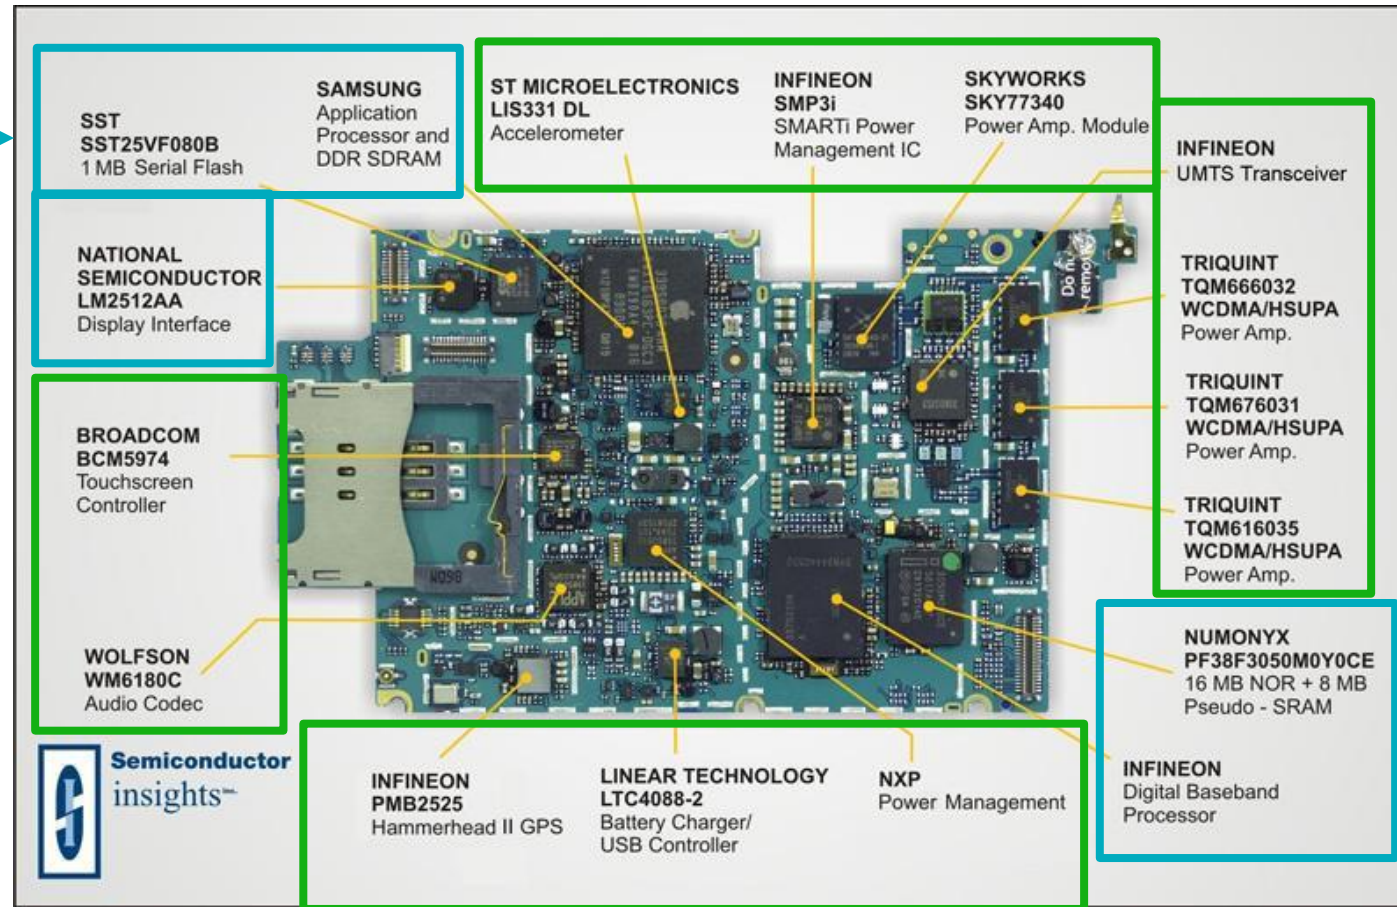 SST
SST25VF080B
1 MB Serial Flash
SAMSUNG
Application
Processor and
DDR SDRAM
ST MICROELECTRONICS
LIS331 DL
Accelerometer
INFINEON
SMP3i
SMARTi Power
Management IC
SKYWORKS
SKY77340
Power Amp. Module
INFINEON
UMTS Transceiver
NATIONAL
SEMICONDUCTOR
LM2512AA
Display Interface
Do
remov
TRIQUINT
TQM666032
WCDMA/HSUPA
Power Amp.
TRIQUINT
TQM676031
WCDMA/HSUPA
Power Amp.
BROADCOM
BCM5974
Touchscreen
Controller
TRIQUINT
TQM616035
WCDMA/HSUPA
Power Amp.
WOLFSON
WM6180C
Audio Codec
NUMONYX
PF38F3050M0Y0CE
16 MB NOR + 8 MB
Pseudo - SRAM
Semiconductor
insights
INFINEON
PMB2525
Hammerhead II GPS
LINEAR TECHNOLOGY
LTC4088-2
Battery Charger/
USB Controller
NXP
Power Management
INFINEON
Digital Baseband
Processor